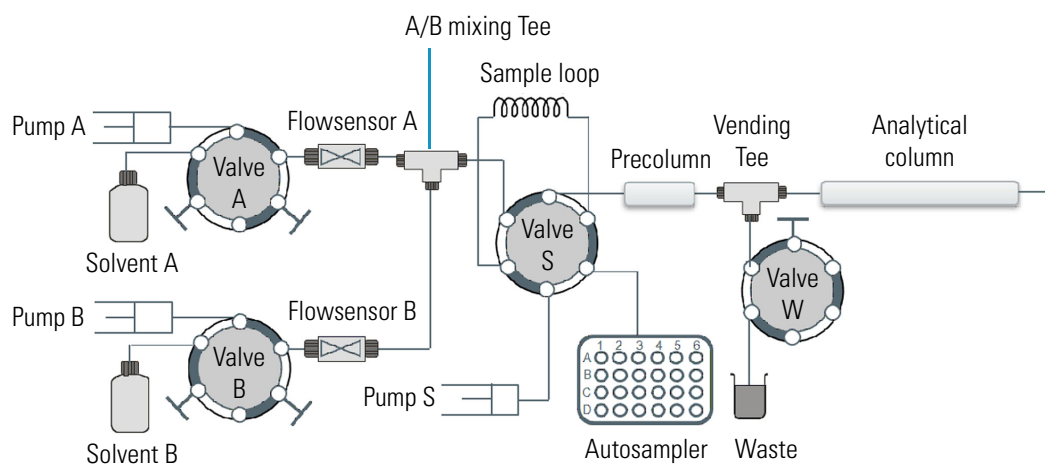 A/B mixing Tee
Sample loop
Pump A
Flowsensor A
Vending
Tee
Analytical
column
Precolumn
Valve
A
Solvent A
Valve
S
Valve
W
Pump B
Flowsensor B
Valve
B
Solvent B
Pump S
1 2 3 4 5 6
A
B
C
D
Autosampler
Waste